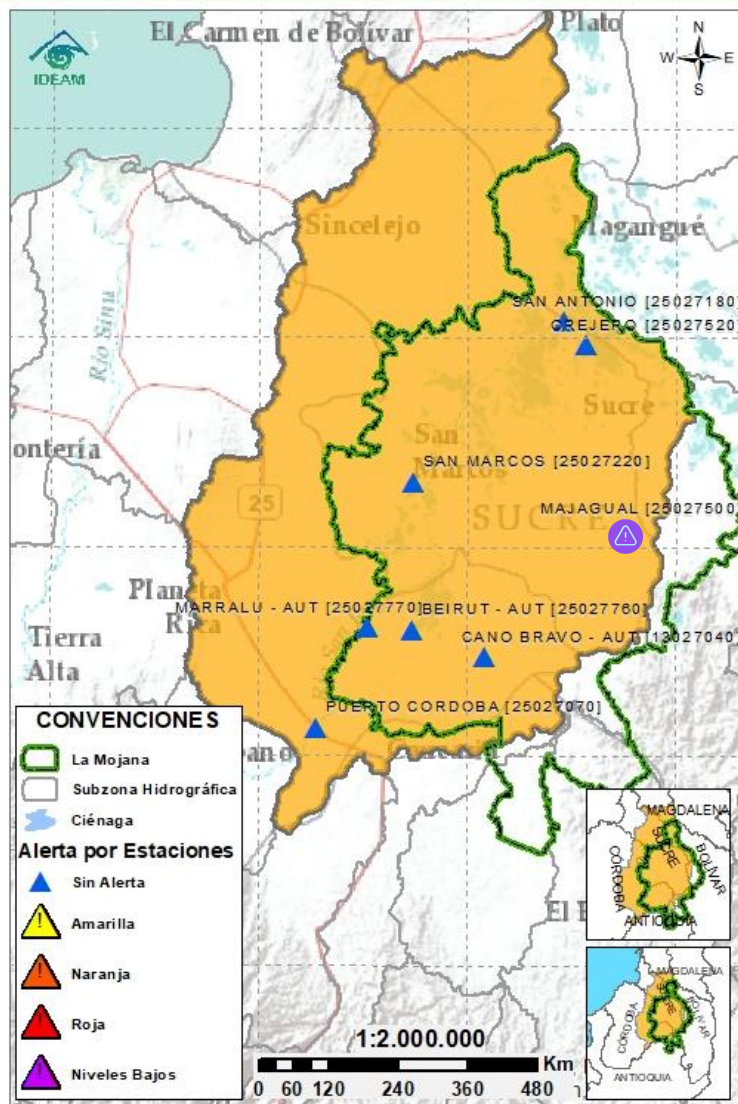 El Carmen de Bolívar
Plato
IDEAM
N
W E
S
Sincelejo
Magangué
Río Sinú
SAN ANTONIO [25027180]
OREJERO [25027520]
Sucre
ontería
San
Marcos
SAN MARCOS [25027220]
MAJAGUAL [25027500]
25
SUCRE
Planeta
Rica
MARRALU - AUT [25027770]
BEIRUT - AUT [25027760]
CANO BRAVO - AUT [13027040]
Tierra
Alta
PUERTO CORDOBA [25027070]
CONVENCIONES
La Mojana
Subzona Hidrográfica
Ciénaga
Alerta por Estaciones
Sin Alerta
Amarilla
Naranja
Roja
Niveles Bajos
El B
1:2.000.000
Km
0 60 120 240 360 480
MAGDALENA
SUCRE
BOLÍVAR
CÓRDOBA
ANTIOQUIA
MAGDALENA
BOLÍVAR
CÓRDOBA
ANTIOQUIA